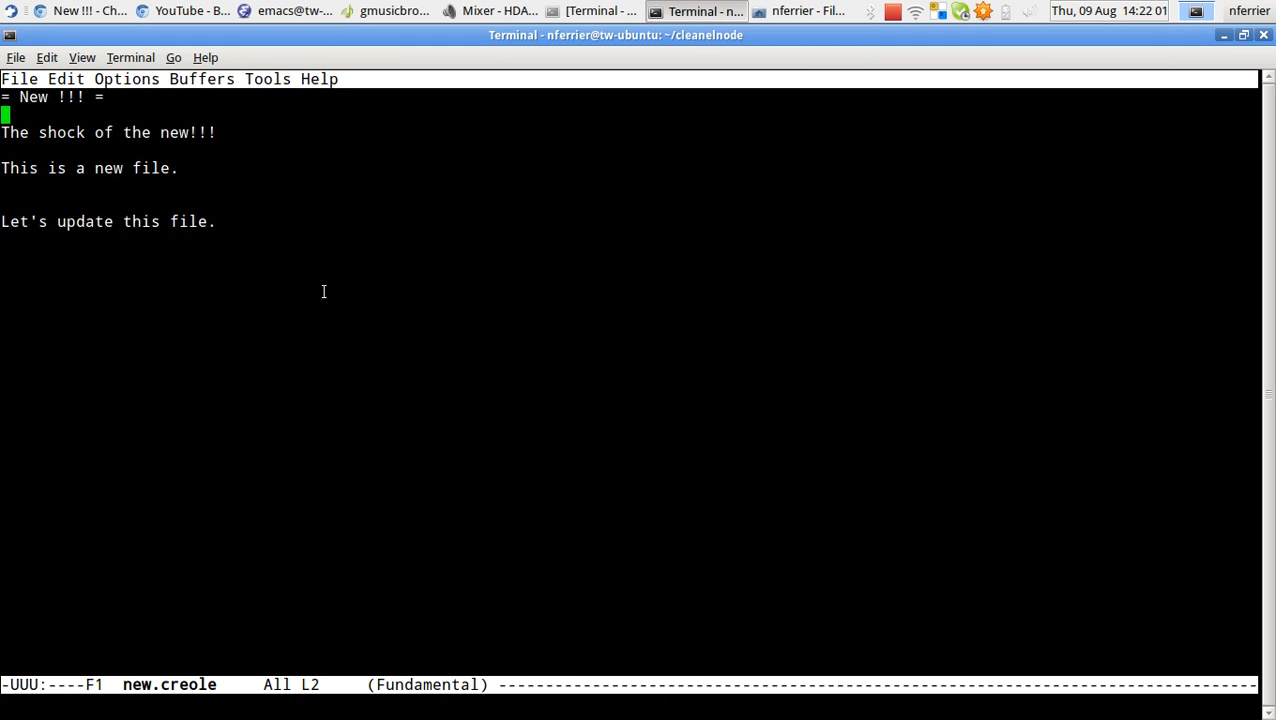 New !!! - Ch... YouTube - B... emacs@tw-... gmusicbro... Mixer - HDA... [Terminal - ... Terminal - n... nferrier - Fil... Thu, 09 Aug 14:22 01 nferrier
Terminal - nferrier@tw-ubuntu: ~/cleanelnode
File Edit View Terminal Go Help
File Edit Options Buffers Tools Help
= New !!! =
The shock of the new!!!
This is a new file.
Let's update this file.
-UUU:----F1 new.creole All L2 (Fundamental) --------------------------------------------------------------------------------